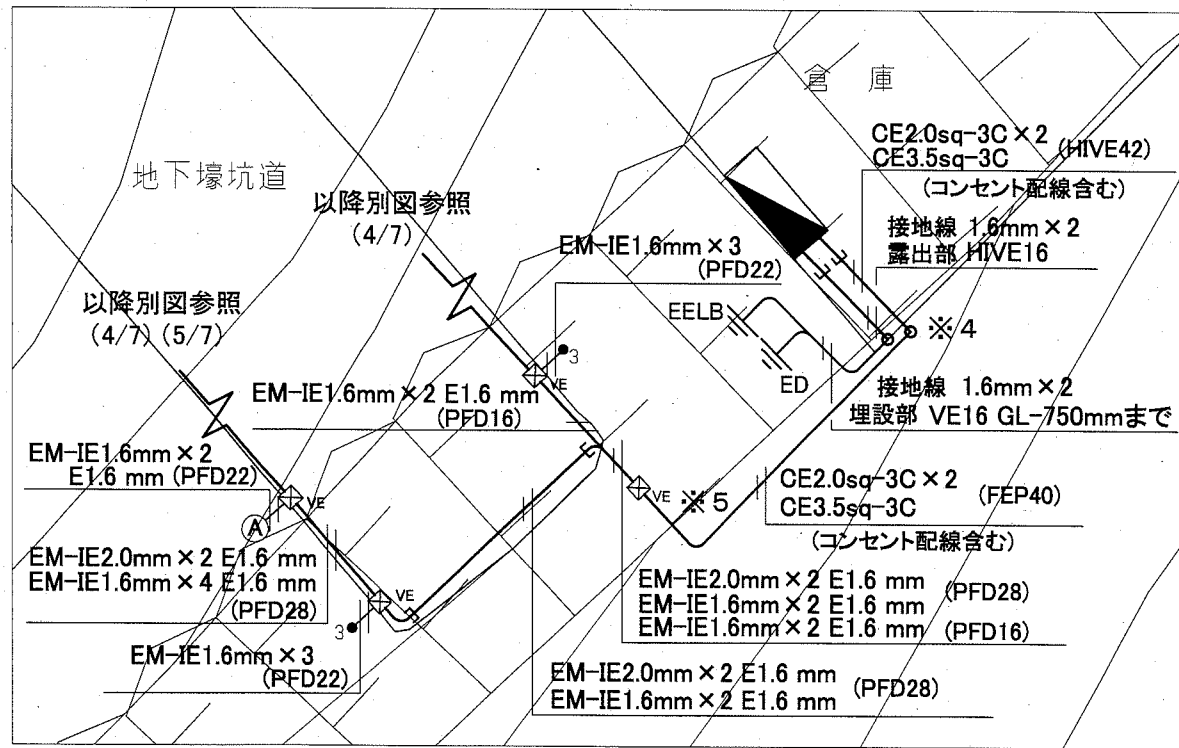 倉庫
CE2.0sq-3C×2
CE3.5sq-3C
(HIVE42)
(コンセント配線含む)
地下壕坑道
以降別図参照
(4/7)
EM-IE1.6mm×3
(PFD22)
接地線 1.6mm×2
露出部 HIVE16
以降別図参照
(4/7) (5/7)
EELB
ED
※4
3
VE
EM-IE1.6mm×2 E1.6 mm
(PFD16)
接地線 1.6mm×2
埋設部 VE16 GL-750mmまで
EM-IE1.6mm×2
E1.6 mm (PFD22)
VE
A
VE
※5
CE2.0sq-3C×2
CE3.5sq-3C
(FEP40)
(コンセント配線含む)
EM-IE2.0mm×2 E1.6 mm
EM-IE1.6mm×4 E1.6 mm
(PFD28)
VE
3
EM-IE2.0mm×2 E1.6 mm
EM-IE1.6mm×2 E1.6 mm
(PFD28)
EM-IE1.6mm×2 E1.6 mm
(PFD16)
EM-IE1.6mm×3
(PFD22)
EM-IE2.0mm×2 E1.6 mm
EM-IE1.6mm×2 E1.6 mm
(PFD28)